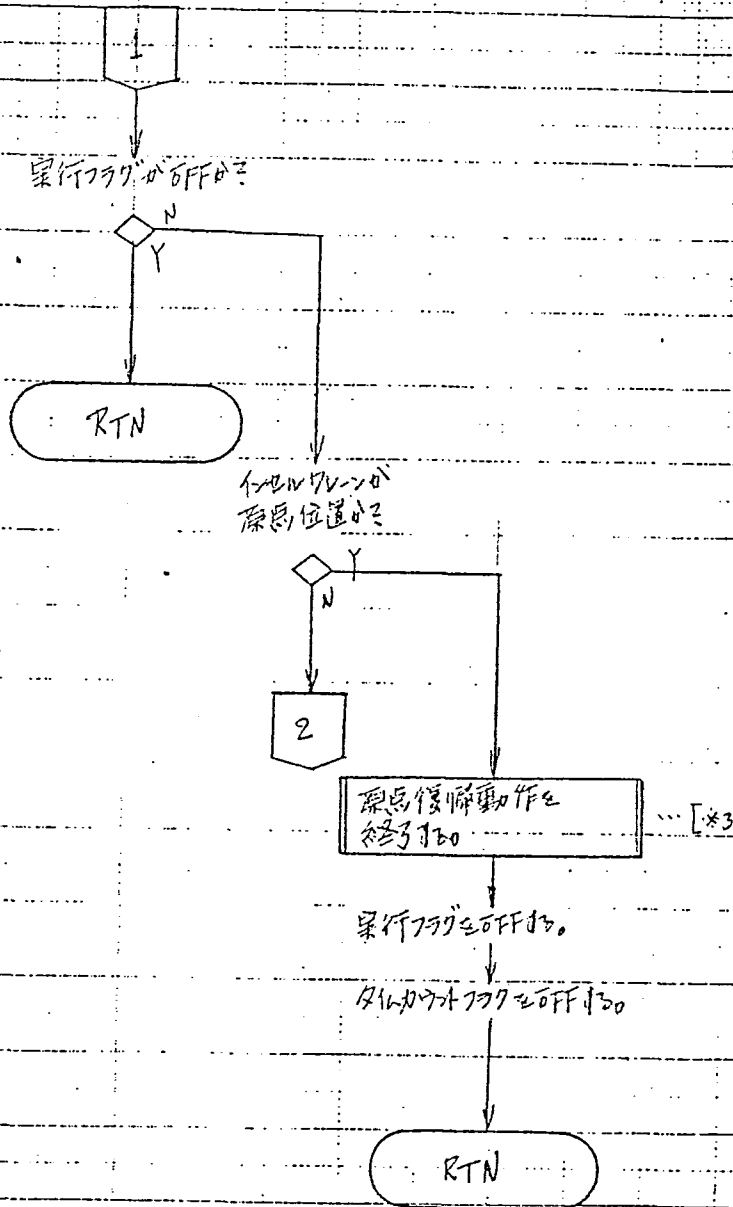 1
実行フラグがOFFか?
N
Y
RTN
インセルクレーンが
原点位置か?
Y
N
2
原点復帰動作を
終了する。
… [※3
実行フラグをOFFする。
タイムカウントフラグをOFFする。
RTN